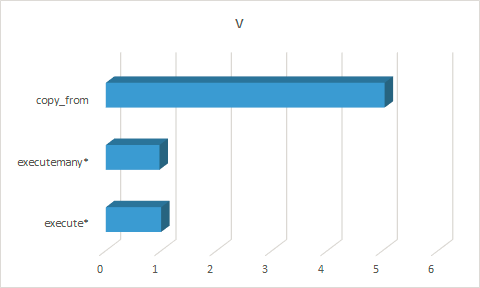 V
copy_from
executemany*
execute*
0 1 2 3 4 5 6